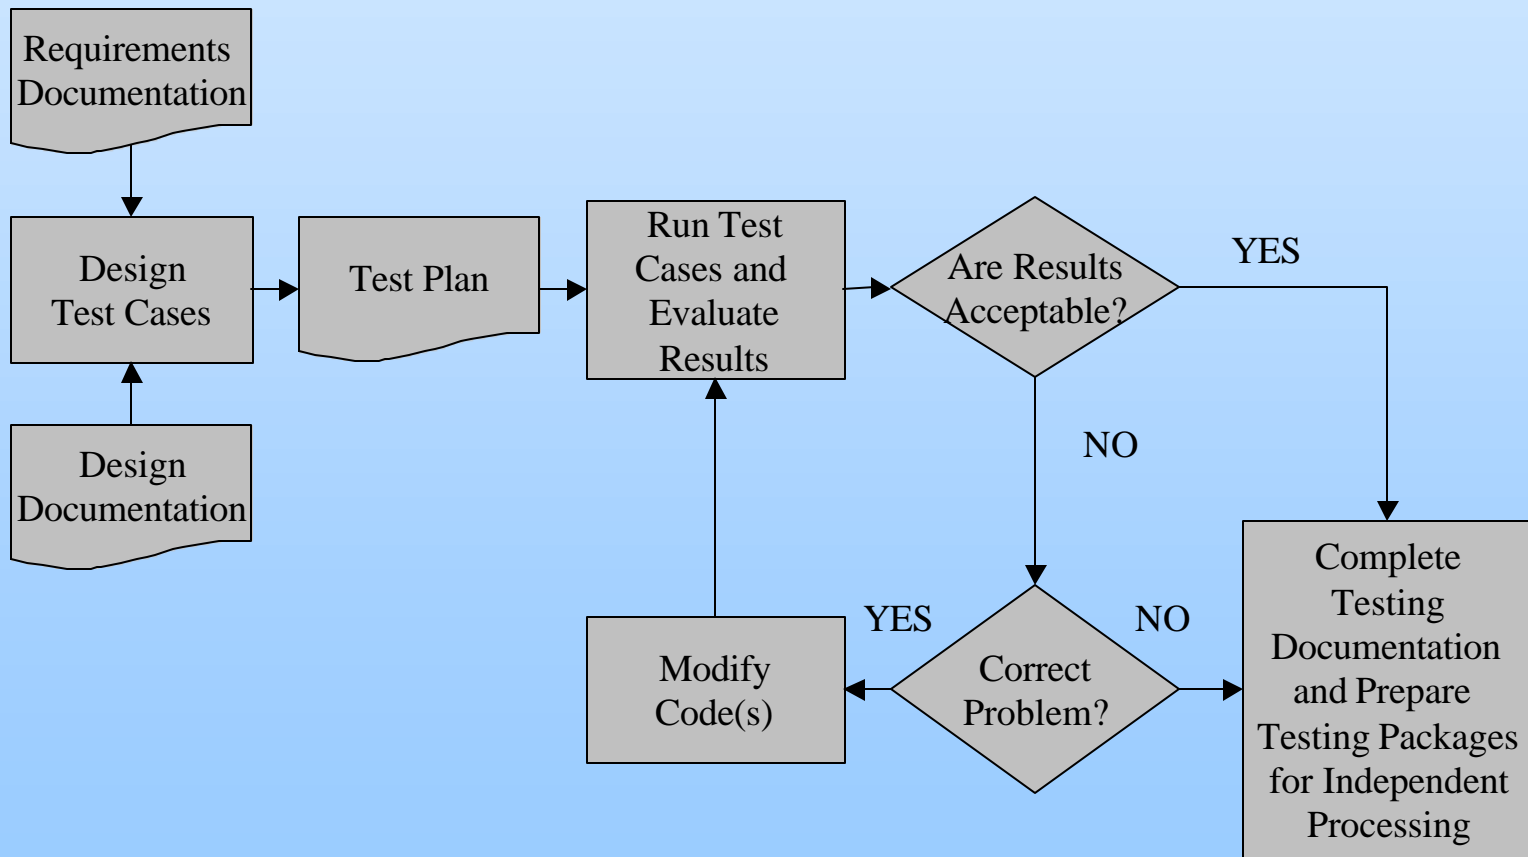 Requirements
Documentation
Design
Test Cases
Design
Documentation
Test Plan
Run Test
Cases and
Evaluate
Results
Are Results
Acceptable?
YES
NO
Correct
Problem?
YES
NO
Modify
Code(s)
Complete
Testing
Documentation
and Prepare
Testing Packages
for Independent
Processing